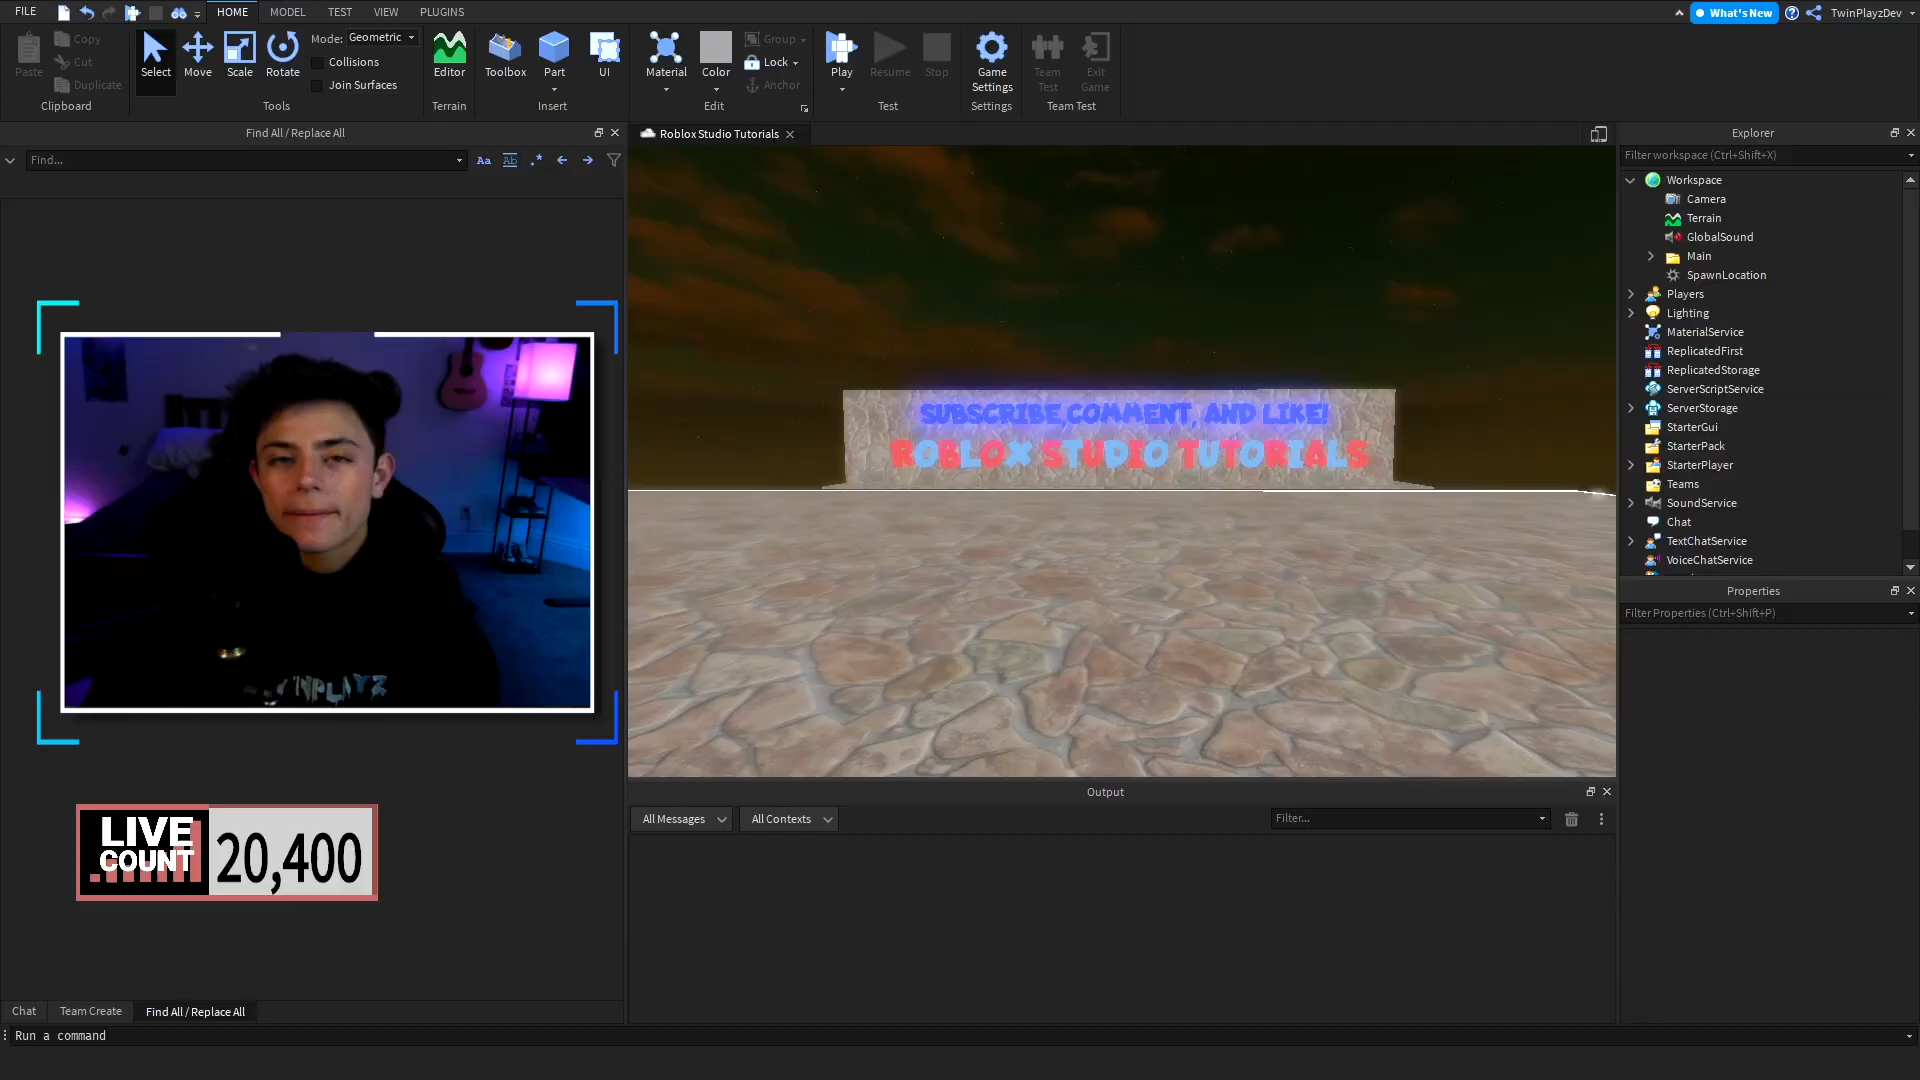 FILE
HOME
MODEL
TEST
VIEW
PLUGINS
What's New
TwinPlayzDev
Paste
Copy
Cut
Duplicate
Clipboard
Select
Move
Scale
Rotate
Mode: Geometric
Collisions
Join Surfaces
Tools
Editor
Terrain
Toolbox
Part
UI
Insert
Material
Color
Group
Lock
Anchor
Edit
Play
Resume
Stop
Test
Game
Settings
Settings
Team
Test
Exit
Game
Team Test
Find All / Replace All
Find...
Aa
Ab
.*
LIVE
COUNT
20,400
Chat
Team Create
Find All / Replace All
Run a command
Roblox Studio Tutorials
SUBSCRIBE,COMMENT, AND LIKE!
ROBLOX STUDIO TUTORIALS
Output
All Messages
All Contexts
Filter...
Explorer
Filter workspace (Ctrl+Shift+X)
Workspace
Camera
Terrain
GlobalSound
Main
SpawnLocation
Players
Lighting
MaterialService
ReplicatedFirst
ReplicatedStorage
ServerScriptService
ServerStorage
StarterGui
StarterPack
StarterPlayer
Teams
SoundService
Chat
TextChatService
VoiceChatService
Properties
Filter Properties (Ctrl+Shift+P)